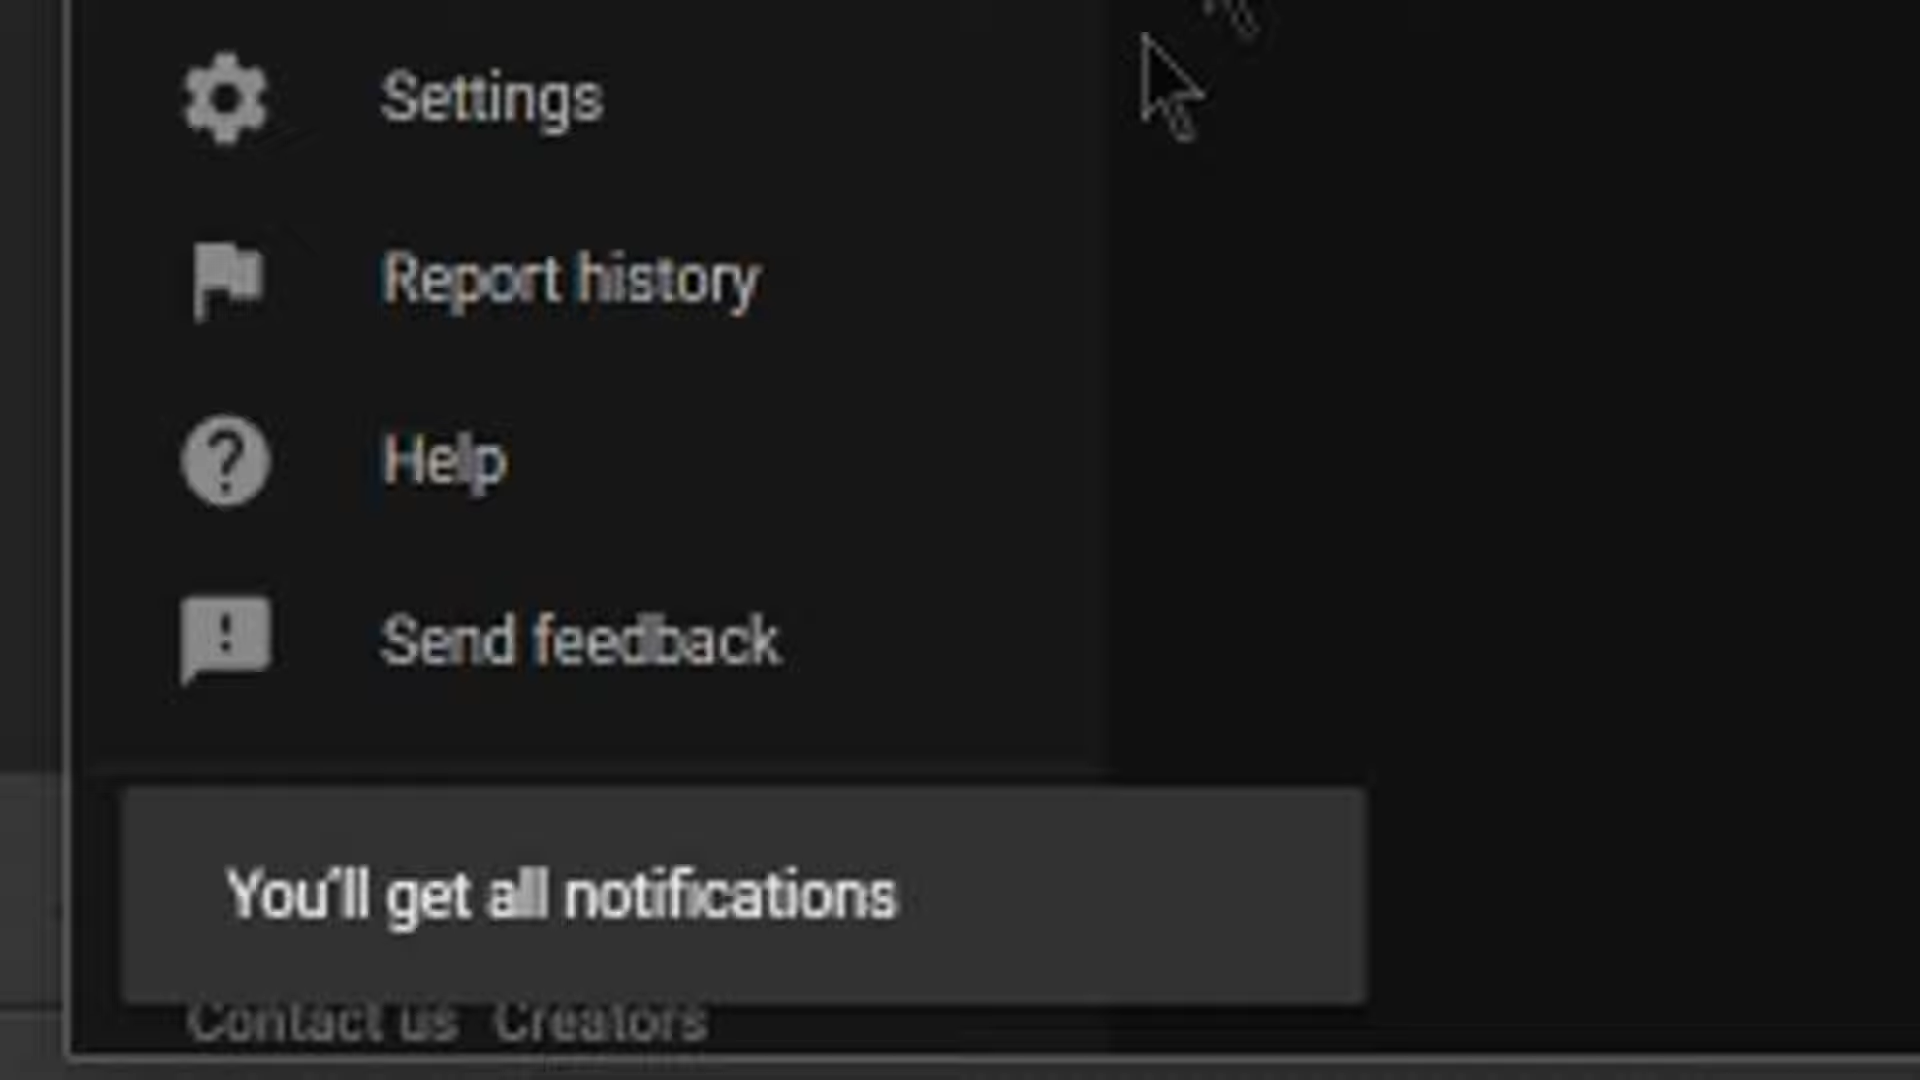 Settings
Report history
Help
Send feedback
You'll get all notifications
Contact us Creators